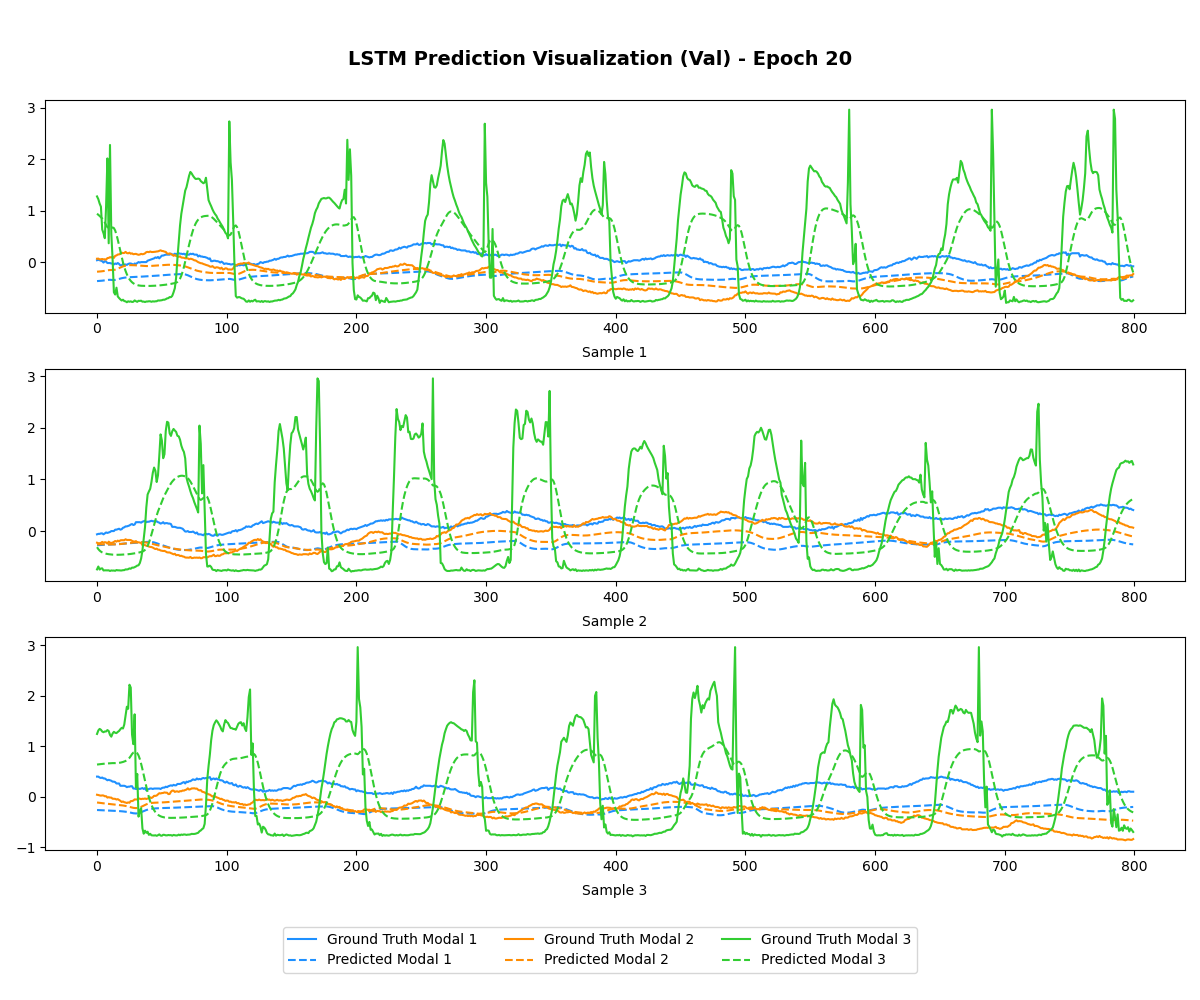 LSTM Prediction Visualization (Val) - Epoch 20
3
2
1
0
0 100 200 300 400 500 600 700 800
Sample 1
3
2
1
0
0 100 200 300 400 500 600 700 800
Sample 2
3
2
1
0
−1
0 100 200 300 400 500 600 700 800
Sample 3
Ground Truth Modal 1 Ground Truth Modal 2 Ground Truth Modal 3
Predicted Modal 1 Predicted Modal 2 Predicted Modal 3